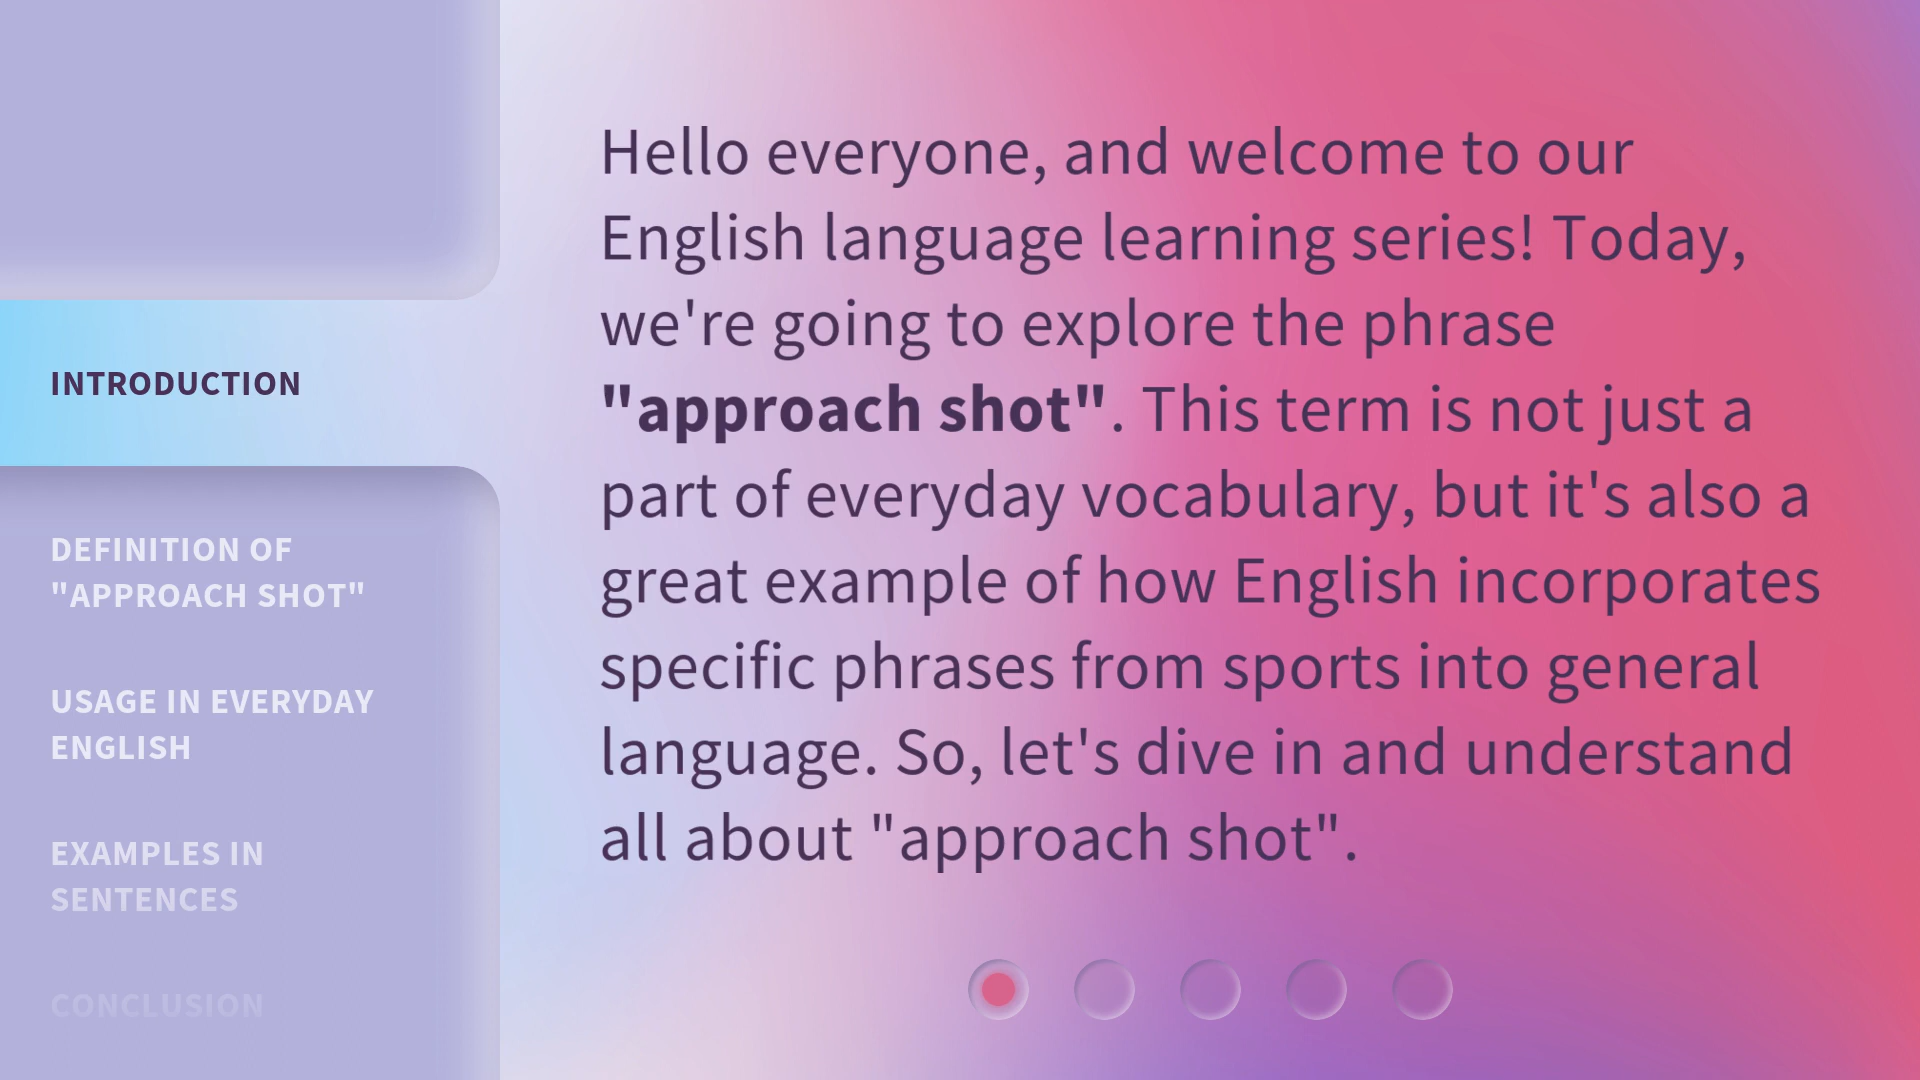 INTRODUCTION
DEFINITION OF
"APPROACH SHOT"
USAGE IN EVERYDAY
ENGLISH
EXAMPLES IN
SENTENCES
CONCLUSION
Hello everyone, and welcome to our
English language learning series! Today,
we're going to explore the phrase
"approach shot". This term is not just a
part of everyday vocabulary, but it's also a
great example of how English incorporates
specific phrases from sports into general
language. So, let's dive in and understand
all about "approach shot".